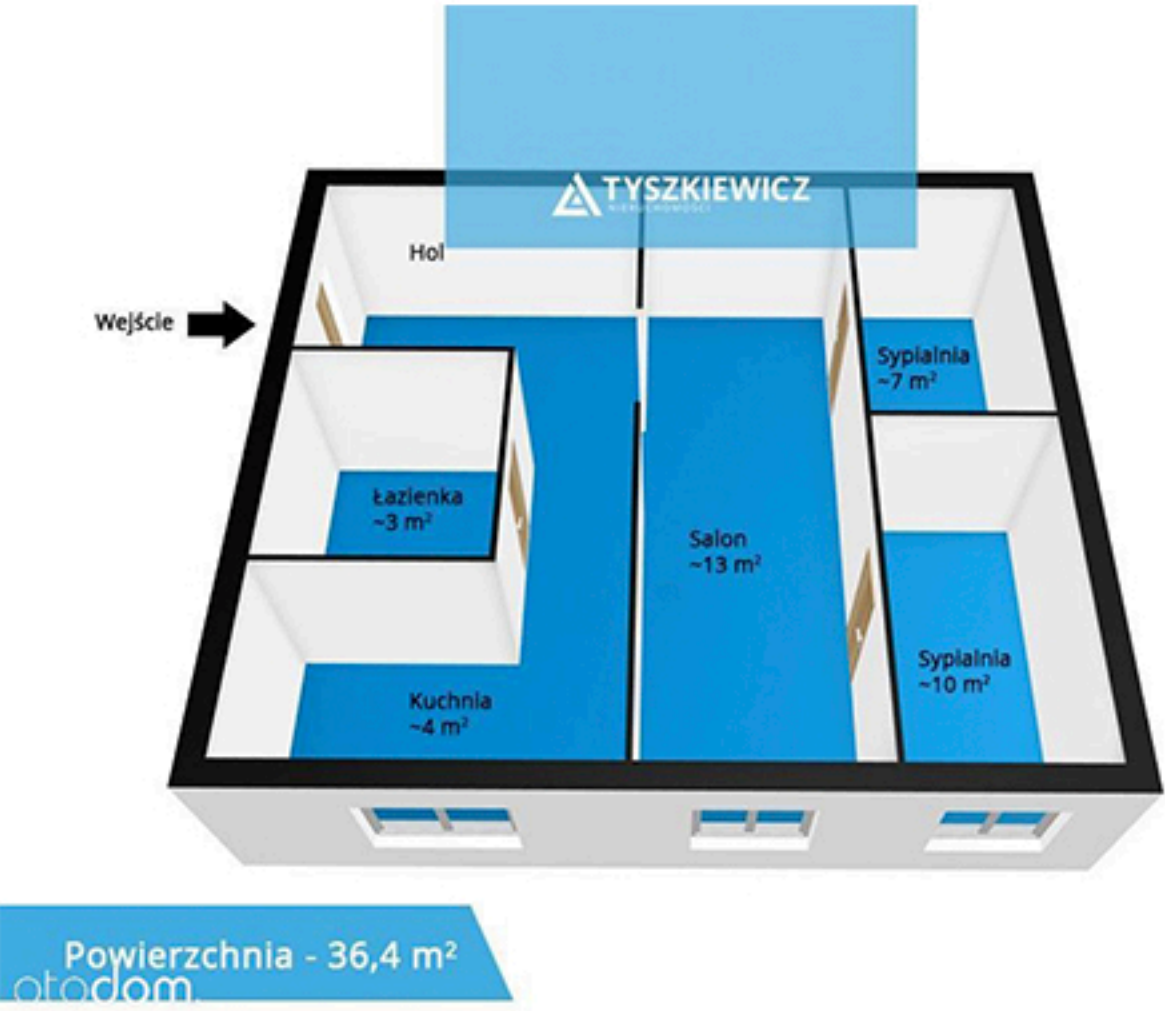 TYSZKIEWICZ
NIERUCHOMOŚCI
Hol
Wejście
Sypialnia
~7 m²
Łazienka
~3 m²
Salon
~13 m²
Sypialnia
~10 m²
Kuchnia
~4 m²
Powierzchnia - 36,4 m²
otodom